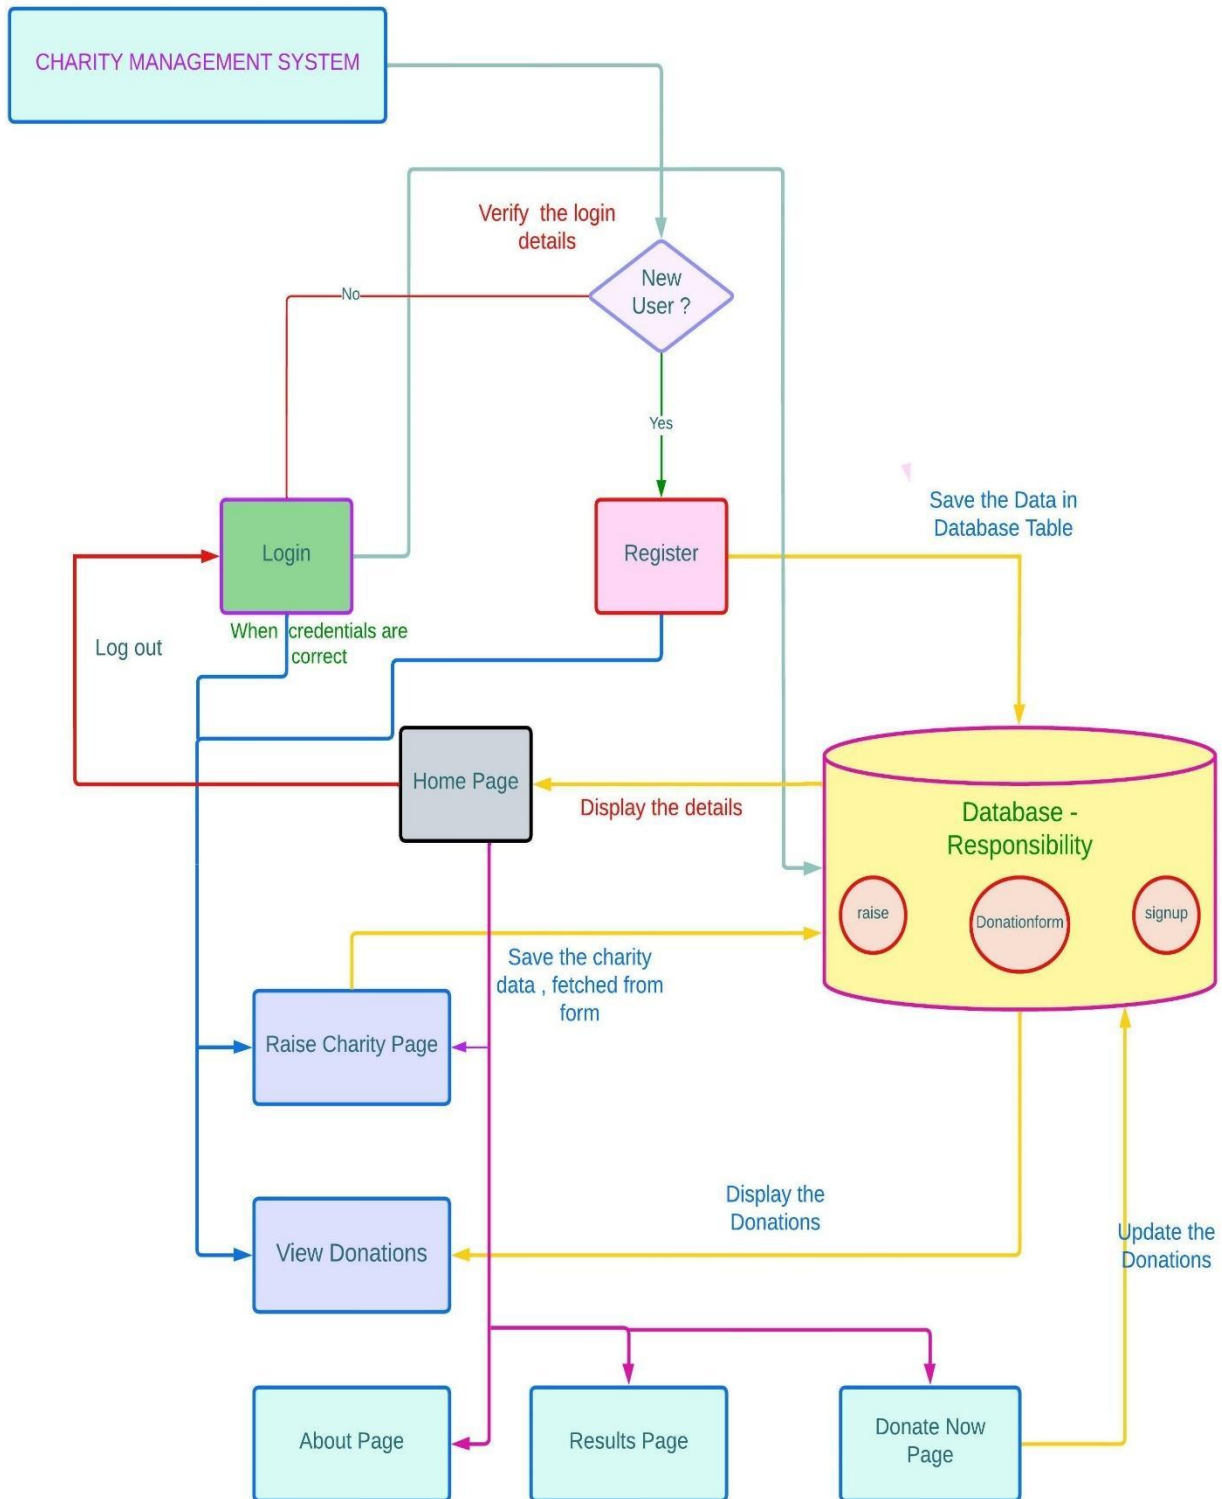 CHARITY MANAGEMENT SYSTEM
Verify the login
details
New
User ?
No
Yes
Save the Data in
Database Table
Login
Register
When credentials are
correct
Log out
Home Page
Display the details
Database -
Responsibility
raise
Donationform
signup
Save the charity
data , fetched from
form
Raise Charity Page
Display the
Donations
Update the
Donations
View Donations
About Page
Results Page
Donate Now
Page